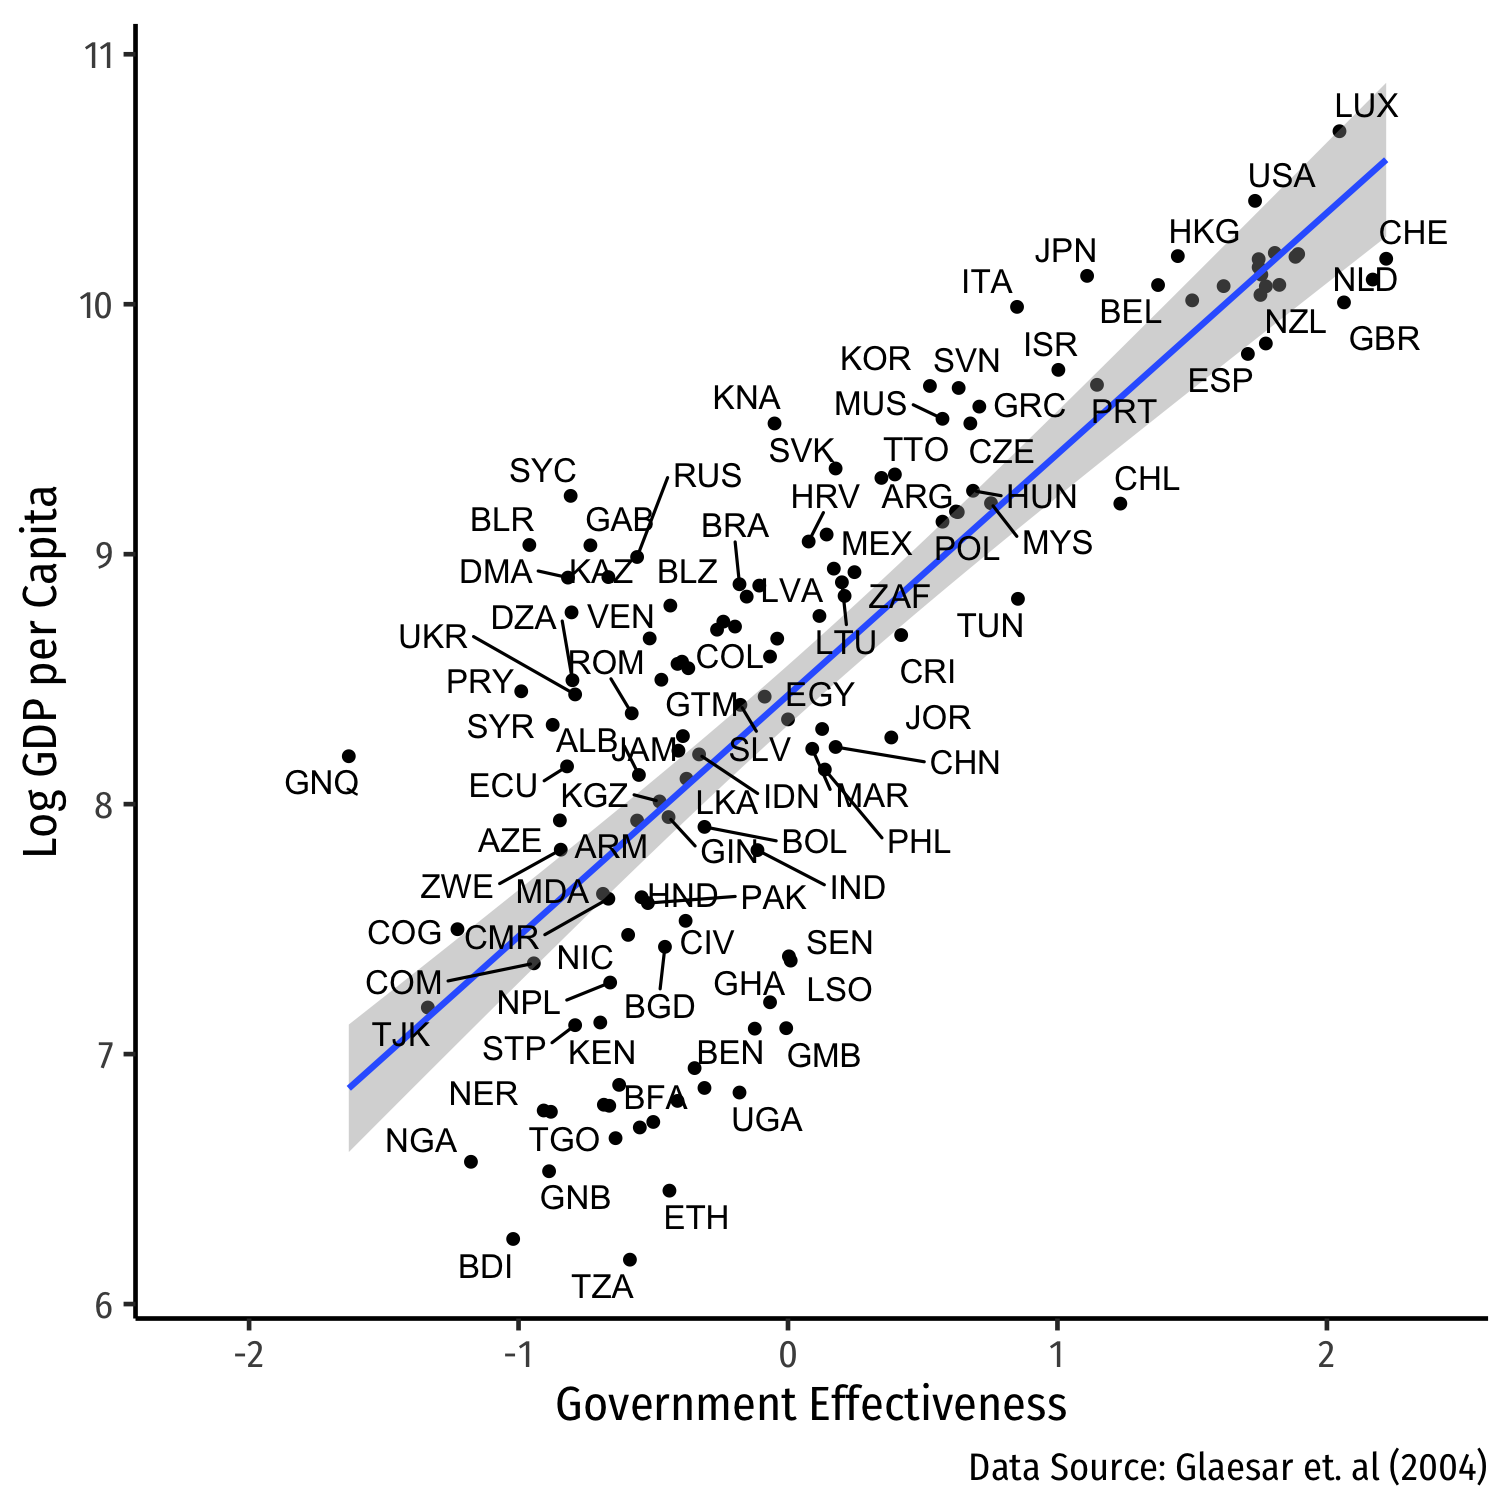 11
LUX
USA
HKG
CHE
JPN
ITA
NLD
10
BEL
NZL
GBR
ISR
KOR
SVN
ESP
KNA
MUS
GRC
PRT
SVK
TTO
CZE
SYC
RUS
HRV
ARG
HUN
CHL
BLR
GAB
BRA
MEX
POL
MYS
9
DMA
KAZ
BLZ
LVA
ZAF
DZA
VEN
TUN
UKR
ROM
COL
LTU
CRI
PRY
GTM
EGY
SYR
ALB
JAM
SLV
JOR
CHN
GNQ
ECU
KGZ
LKA
IDN
MAR
8
AZE
ARM
GIN
BOL
PHL
ZWE
MDA
HND
PAK
IND
COG
CMR
NIC
CIV
SEN
COM
NPL
BGD
GHA
LSO
TJK
STP
KEN
BEN
GMB
7
NER
BFA
UGA
NGA
TGO
GNB
ETH
BDI
TZA
6
-2
-1
0
1
2
Log GDP per Capita
Government Effectiveness
Data Source: Glaesar et. al (2004)